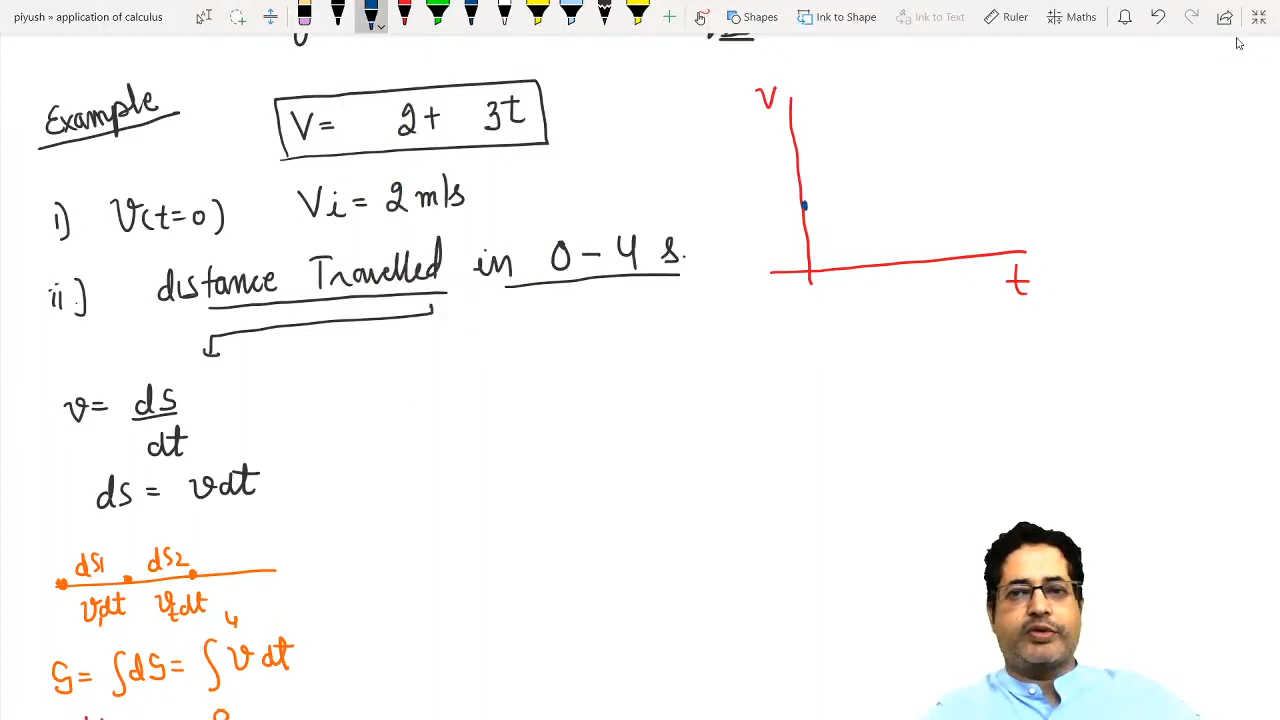 piyush » application of calculus
Shapes
Ink to Shape
Ink to Text
Ruler
Maths
Example
V = 2 + 3t
i) V(t=0) Vi = 2 m/s
ii) distance Travelled in 0 - 4 s.
v = ds/dt
ds = vdt
ds1 ds2
v1dt v2dt
S = ∫ds = ∫ v dt
4
0
V
t